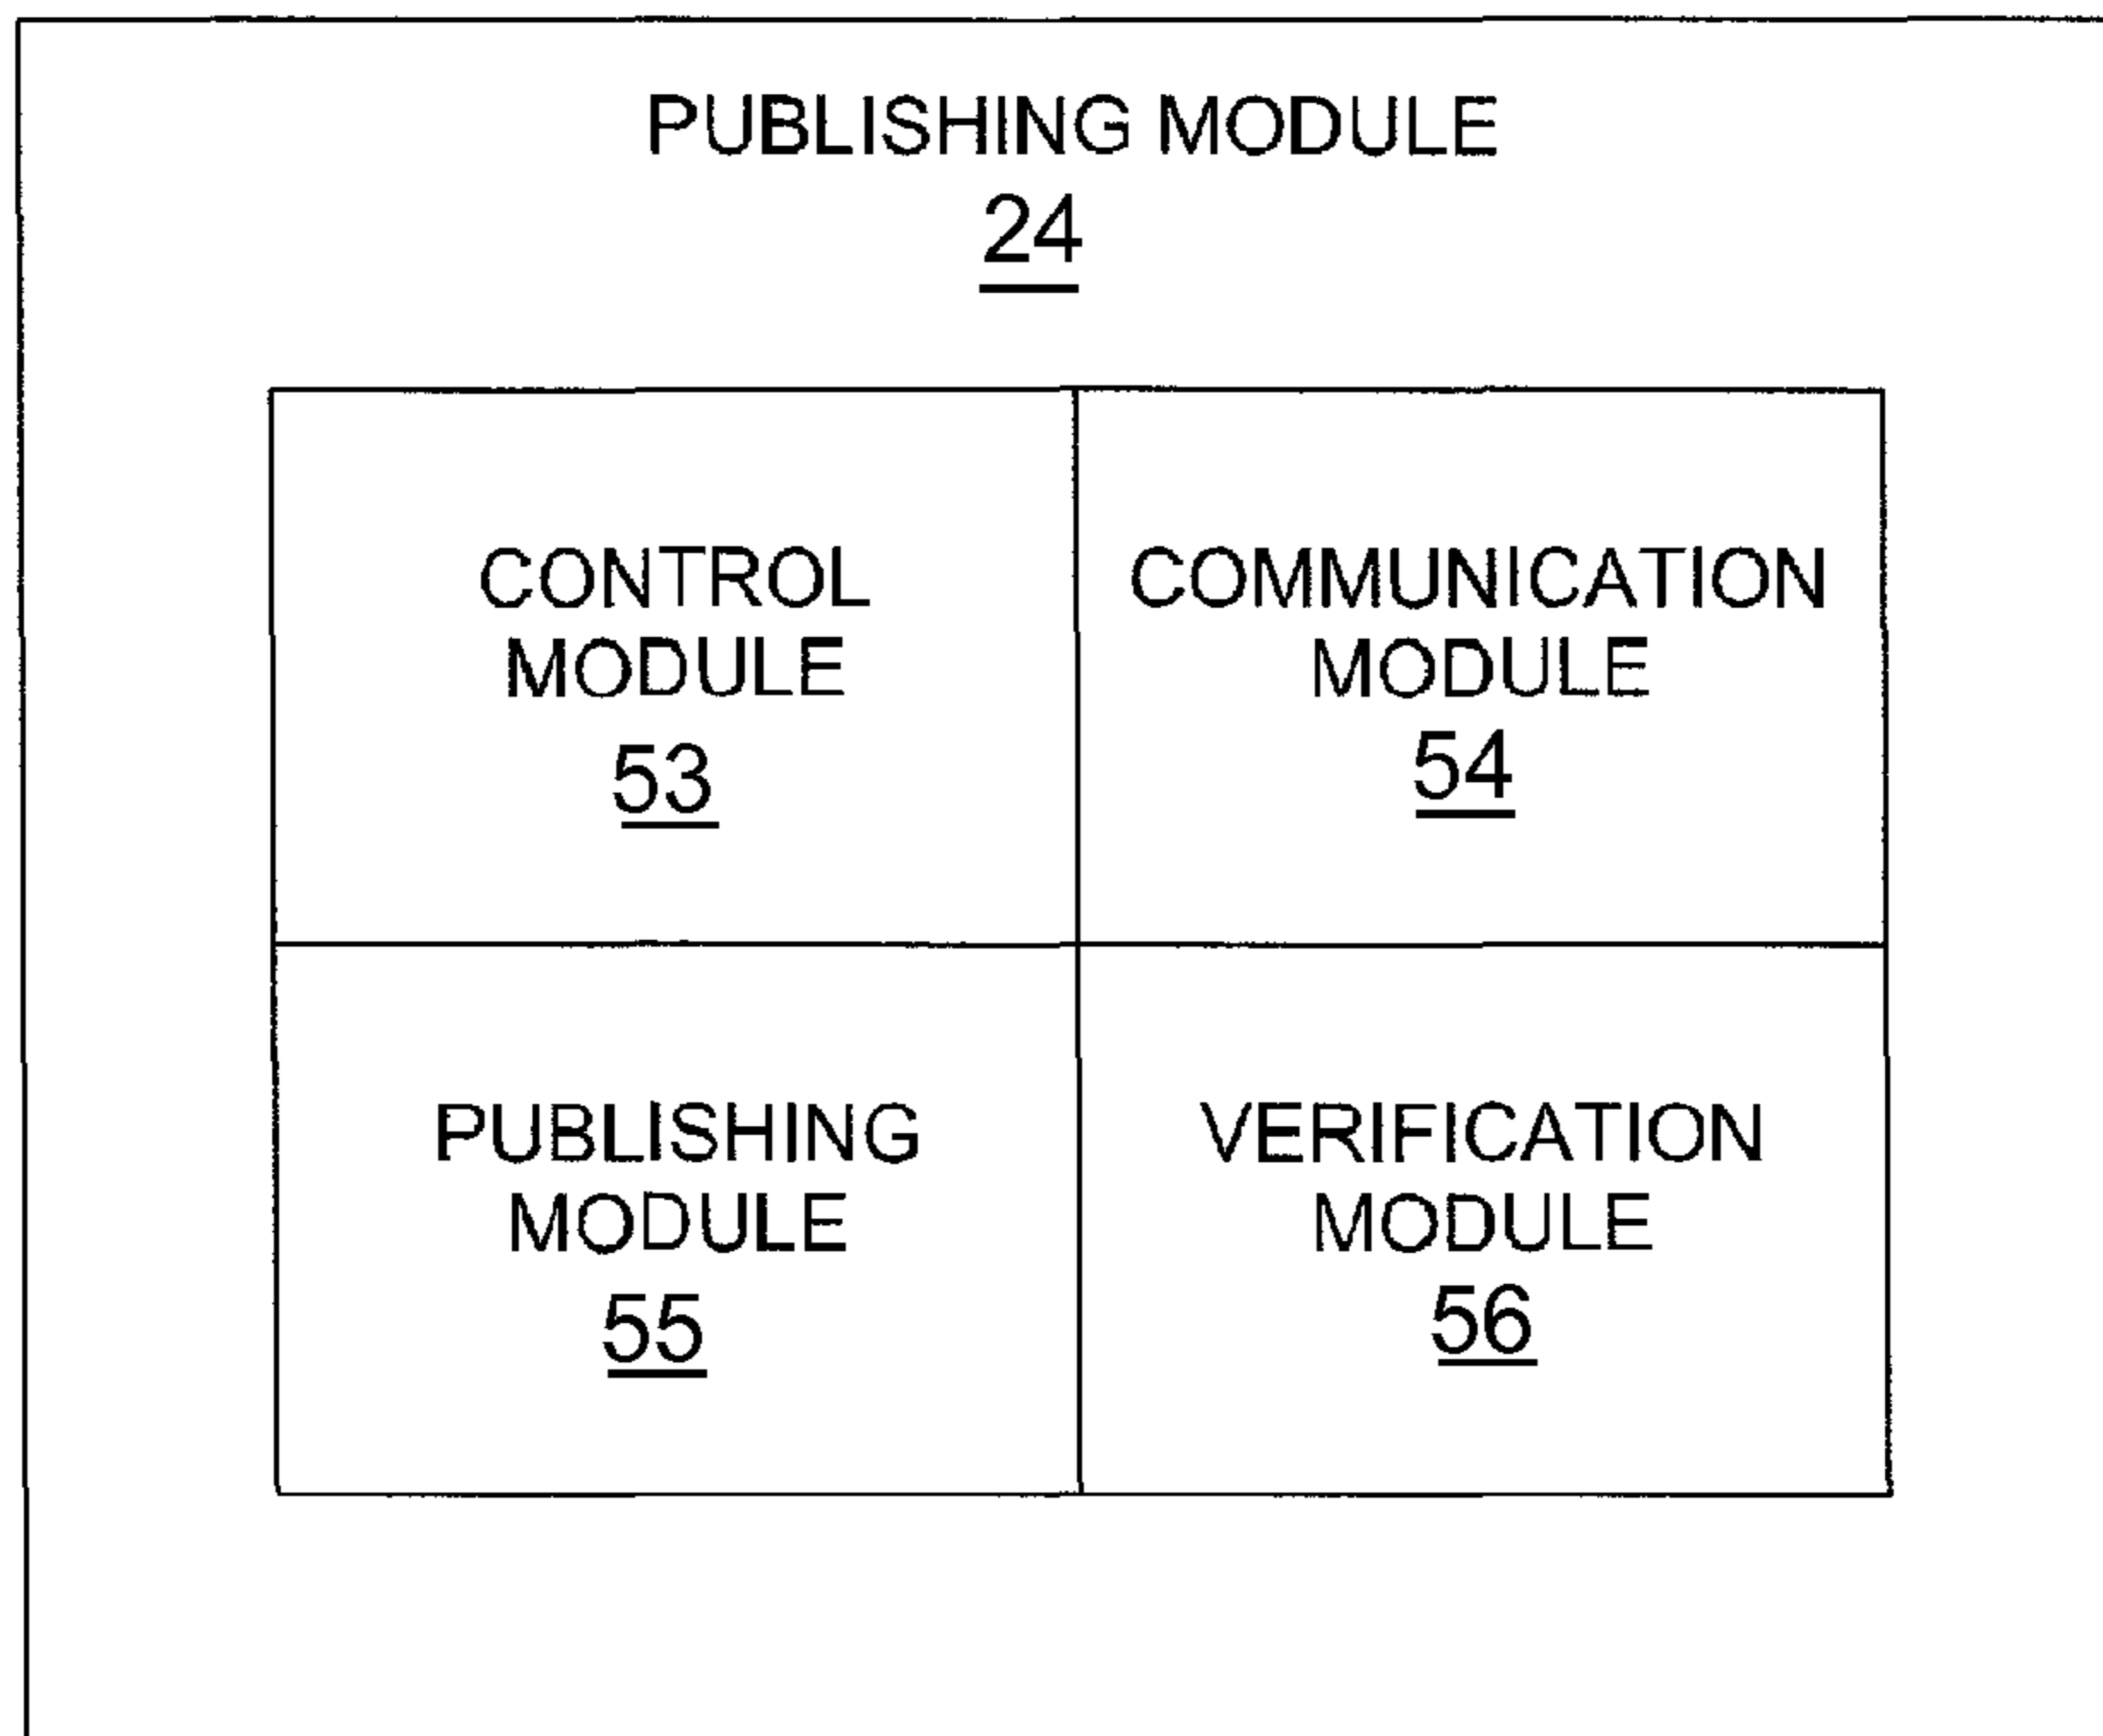 PUBLISHING MODULE
24
CONTROL
MODULE
53
COMMUNICATION
MODULE
54
PUBLISHING
MODULE
55
VERIFICATION
MODULE
56